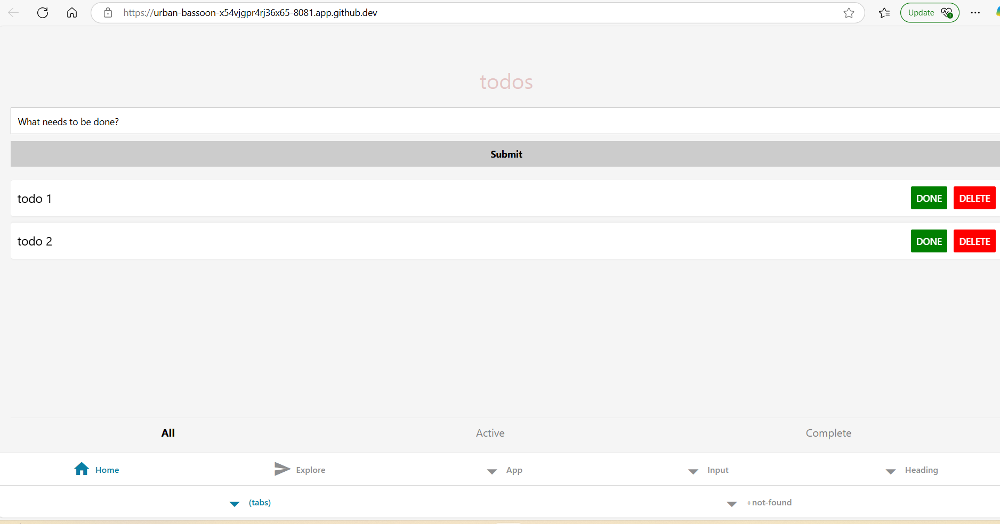 https://urban-bassoon-x54vjgpr4rj36x65-8081.app.github.dev
Update
todos
What needs to be done?
Submit
todo 1
DONE DELETE
todo 2
DONE DELETE
All Active Complete
Home Explore App Input Heading
(tabs) +not-found